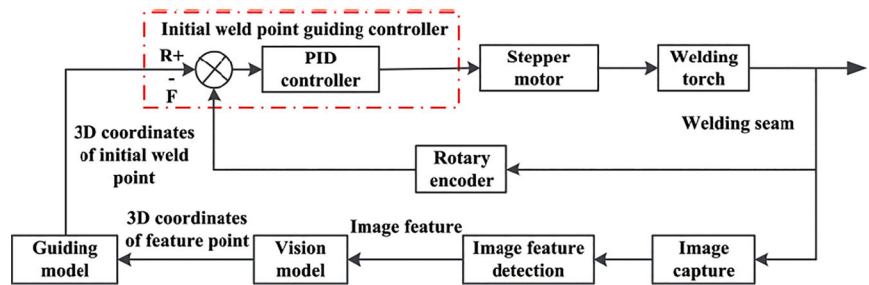 Initial weld point guiding controller
R+
-
F
PID
controller
Stepper
motor
Welding
torch
Welding seam
3D coordinates
of initial weld
point
Rotary
encoder
3D coordinates
of feature point
Image feature
Guiding
model
Vision
model
Image feature
detection
Image
capture